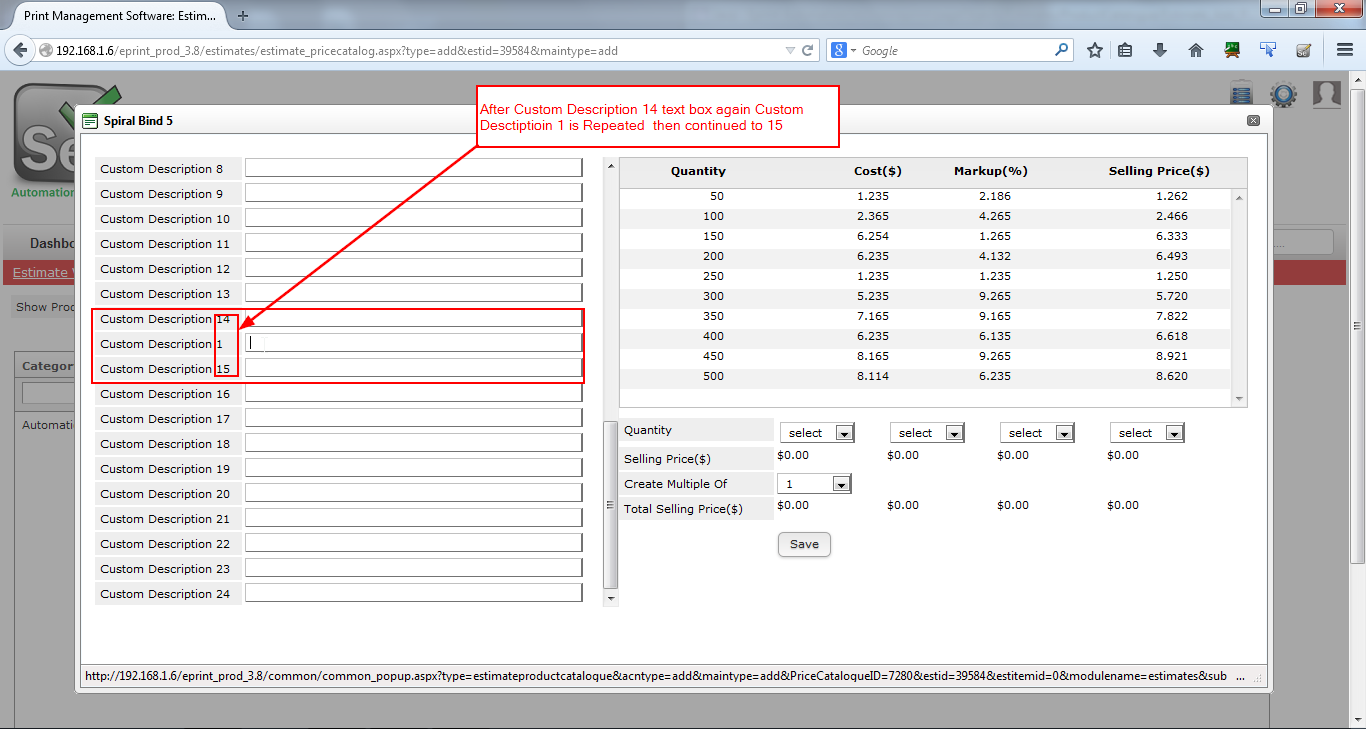 Print Management Software: Estim...
192.168.1.6/eprint_prod_3.8/estimates/estimate_pricecatalog.aspx?type=add&estid=39584&maintype=add
Google
After Custom Description 14 text box again Custom
Desctiptioin 1 is Repeated then continued to 15
Spiral Bind 5
Se
Automation
Dashbo
Estimate
Show Prod
Categor
Automati
Custom Description 8
Custom Description 9
Custom Description 10
Custom Description 11
Custom Description 12
Custom Description 13
Custom Description 14
Custom Description 1
Custom Description 15
Custom Description 16
Custom Description 17
Custom Description 18
Custom Description 19
Custom Description 20
Custom Description 21
Custom Description 22
Custom Description 23
Custom Description 24
Quantity Cost($) Markup(%) Selling Price($)
50 1.235 2.186 1.262
100 2.365 4.265 2.466
150 6.254 1.265 6.333
200 6.235 4.132 6.493
250 1.235 1.235 1.250
300 5.235 9.265 5.720
350 7.165 9.165 7.822
400 6.235 6.135 6.618
450 8.165 9.265 8.921
500 8.114 6.235 8.620
Quantity select select select select
Selling Price($) $0.00 $0.00 $0.00 $0.00
Create Multiple Of 1
Total Selling Price($) $0.00 $0.00 $0.00 $0.00
Save
http://192.168.1.6/eprint_prod_3.8/common/common_popup.aspx?type=estimateproductcatalogue&acntype=add&maintype=add&PriceCatalogueID=7280&estid=39584&estitemid=0&modulename=estimates&sub ...